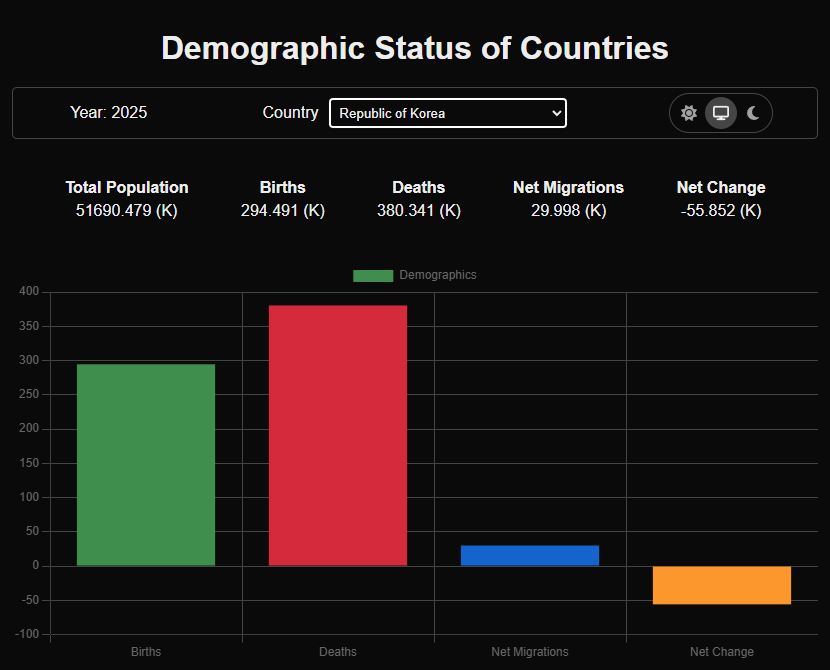 Demographic Status of Countries
Year: 2025 Country Republic of Korea
Total Population Births Deaths Net Migrations Net Change
51690.479 (K) 294.491 (K) 380.341 (K) 29.998 (K) -55.852 (K)
Demographics
400
350
300
250
200
150
100
50
0
-50
-100
Births Deaths Net Migrations Net Change